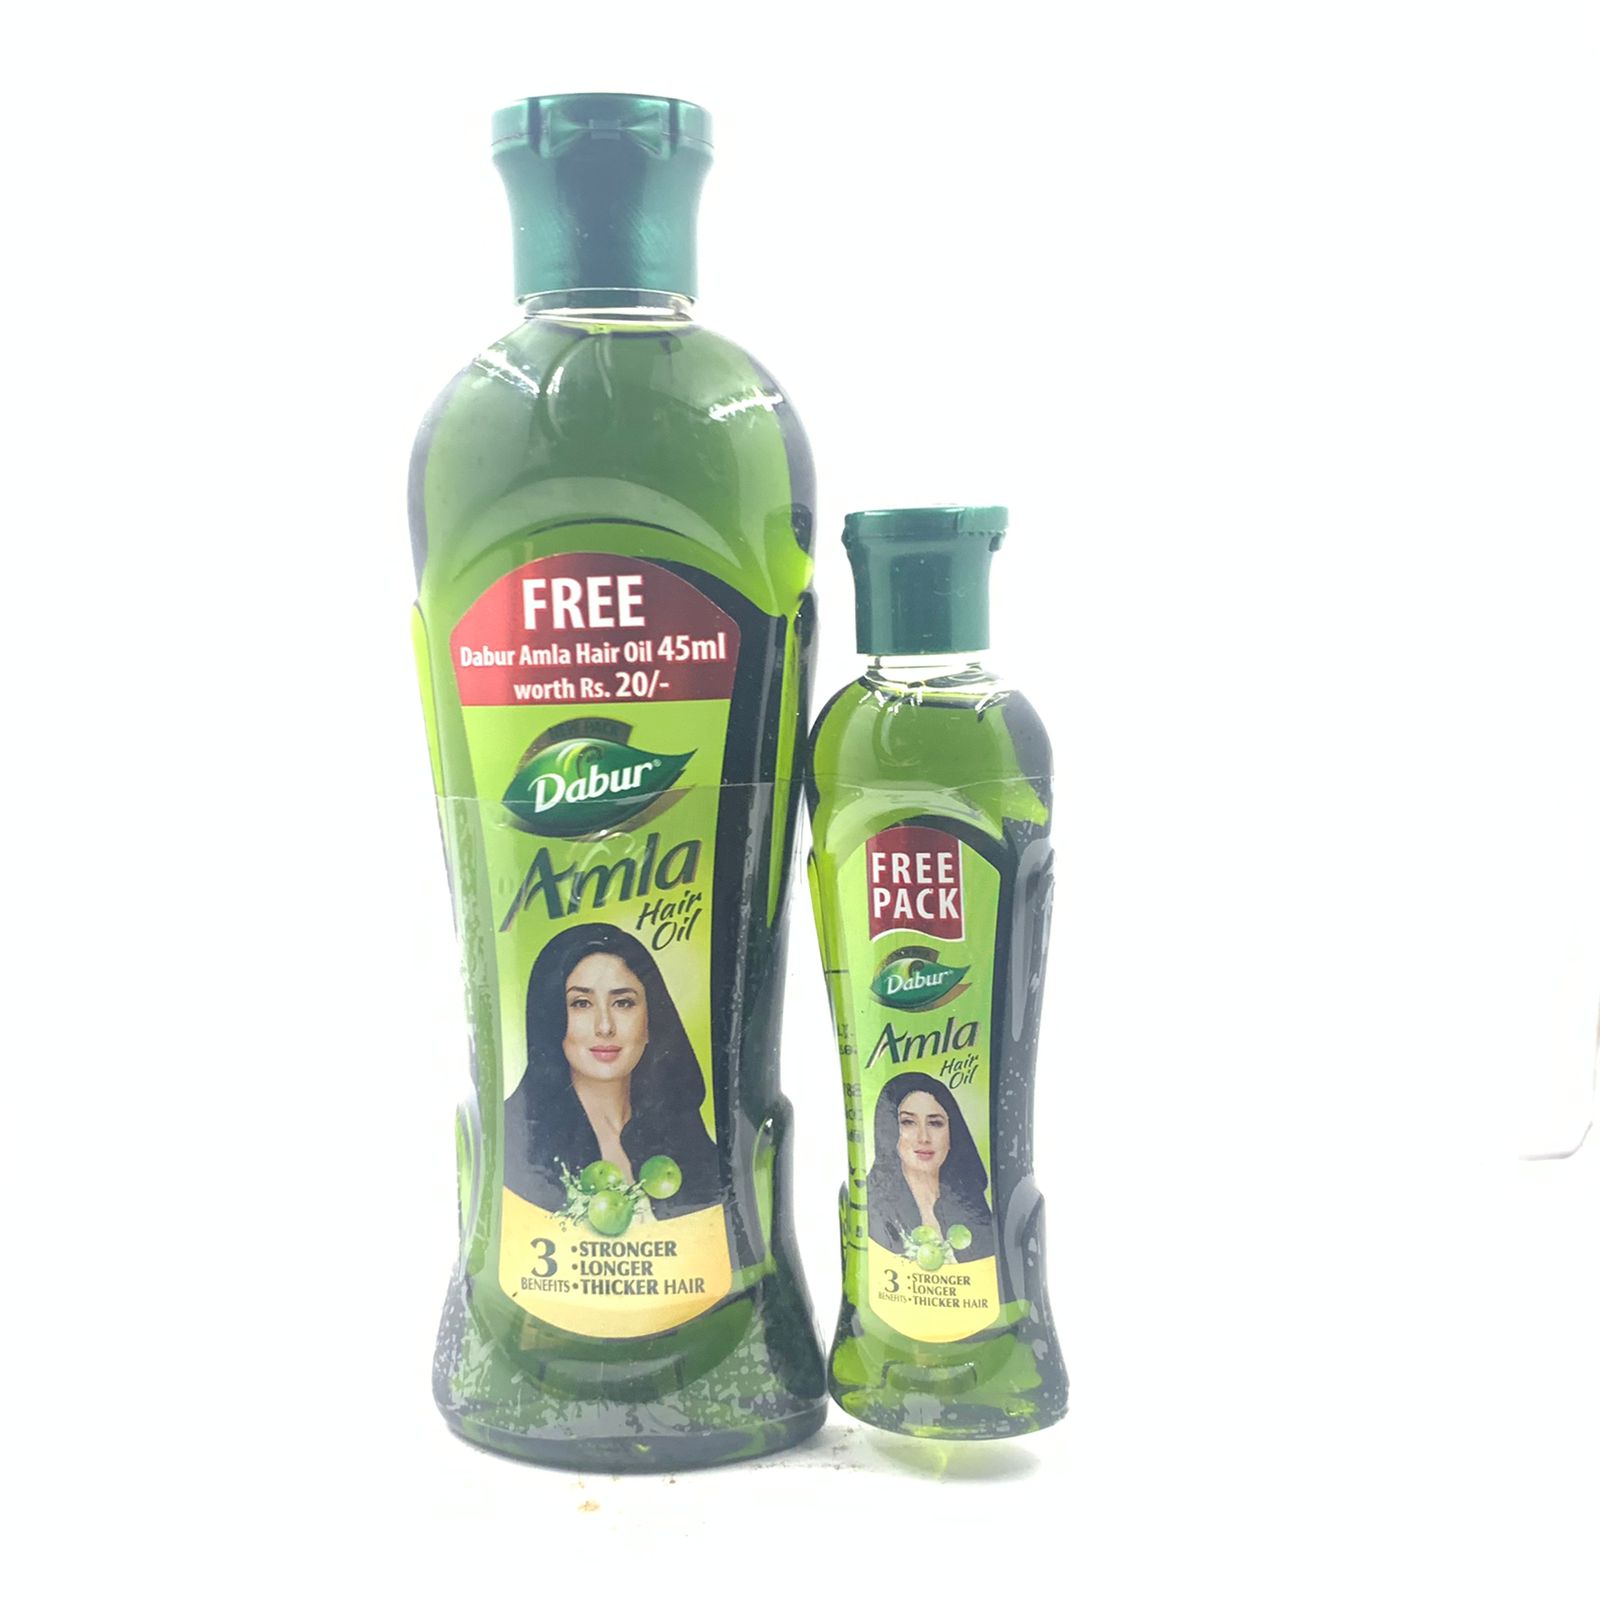 FREE
Dabur Amla Hair Oil 45ml
worth Rs. 20/-
Dabur®
Amla
Hair
Oil
3 •STRONGER
•LONGER
BENEFITS •THICKER HAIR
FREE
PACK
Dabur
Amla
Hair
Oil
3 •STRONGER
•LONGER
BENEFITS •THICKER HAIR